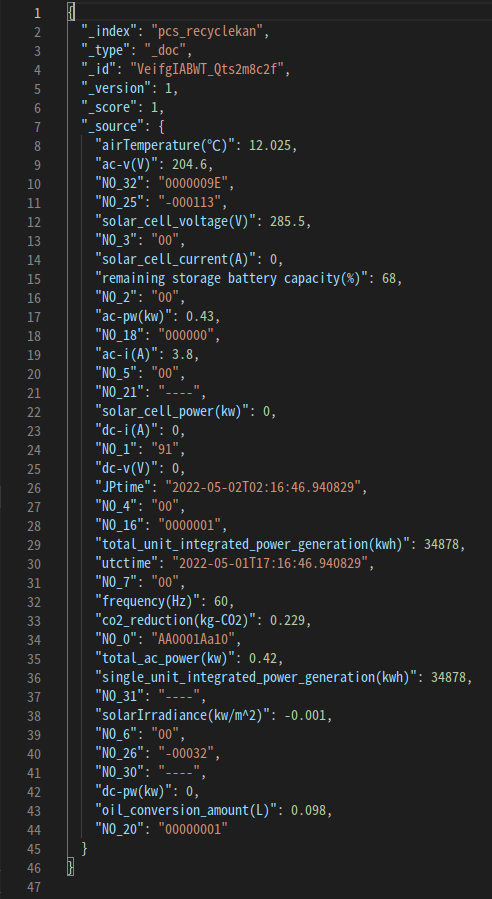 1 {
2 "_index": "pcs_recyclekan",
3 "_type": "_doc",
4 "_id": "VeifgIABWT_Qts2m8c2f",
5 "_version": 1,
6 "_score": 1,
7 "_source": {
8 "airTemperature(℃)": 12.025,
9 "ac-v(V)": 204.6,
10 "NO_32": "0000009E",
11 "NO_25": "-000113",
12 "solar_cell_voltage(V)": 285.5,
13 "NO_3": "00",
14 "solar_cell_current(A)": 0,
15 "remaining storage battery capacity(%)": 68,
16 "NO_2": "00",
17 "ac-pw(kw)": 0.43,
18 "NO_18": "000000",
19 "ac-i(A)": 3.8,
20 "NO_5": "00",
21 "NO_21": "----",
22 "solar_cell_power(kw)": 0,
23 "dc-i(A)": 0,
24 "NO_1": "91",
25 "dc-v(V)": 0,
26 "JPtime": "2022-05-02T02:16:46.940829",
27 "NO_4": "00",
28 "NO_16": "0000001",
29 "total_unit_integrated_power_generation(kwh)": 34878,
30 "utctime": "2022-05-01T17:16:46.940829",
31 "NO_7": "00",
32 "frequency(Hz)": 60,
33 "co2_reduction(kg-CO2)": 0.229,
34 "NO_0": "AA0001Aa10",
35 "total_ac_power(kw)": 0.42,
36 "single_unit_integrated_power_generation(kwh)": 34878,
37 "NO_31": "----",
38 "solarIrradiance(kw/m^2)": -0.001,
39 "NO_6": "00",
40 "NO_26": "-00032",
41 "NO_30": "----",
42 "dc-pw(kw)": 0,
43 "oil_conversion_amount(L)": 0.098,
44 "NO_20": "00000001"
45 }
46 }
47